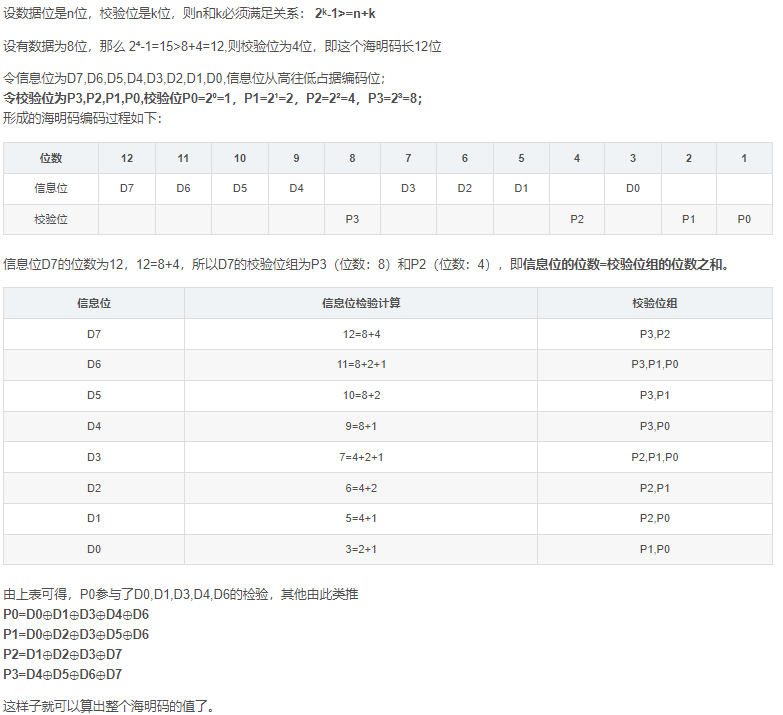 设数据位是n位，校验位是k位，则n和k必须满足关系： 2ᵏ-1>=n+k
设有数据为8位，那么 2⁴-1=15>8+4=12,则校验位为4位，即这个海明码长12位
令信息位为D7,D6,D5,D4,D3,D2,D1,D0,信息位从高往低占据编码位；
令校验位为P3,P2,P1,P0,校验位P0=2⁰=1，P1=2¹=2，P2=2²=4，P3=2³=8；
形成的海明码编码过程如下：
位数 12 11 10 9 8 7 6 5 4 3 2 1
信息位 D7 D6 D5 D4 D3 D2 D1 D0
校验位 P3 P2 P1 P0
信息位D7的位数为12，12=8+4，所以D7的校验位组为P3（位数：8）和P2（位数：4），即信息位的位数=校验位组的位数之和。
信息位 信息位检验计算 校验位组
D7 12=8+4 P3,P2
D6 11=8+2+1 P3,P1,P0
D5 10=8+2 P3,P1
D4 9=8+1 P3,P0
D3 7=4+2+1 P2,P1,P0
D2 6=4+2 P2,P1
D1 5=4+1 P2,P0
D0 3=2+1 P1,P0
由上表可得，P0参与了D0,D1,D3,D4,D6的检验，其他由此类推
P0=D0⊕D1⊕D3⊕D4⊕D6
P1=D0⊕D2⊕D3⊕D5⊕D6
P2=D1⊕D2⊕D3⊕D7
P3=D4⊕D5⊕D6⊕D7
这样子就可以算出整个海明码的值了。